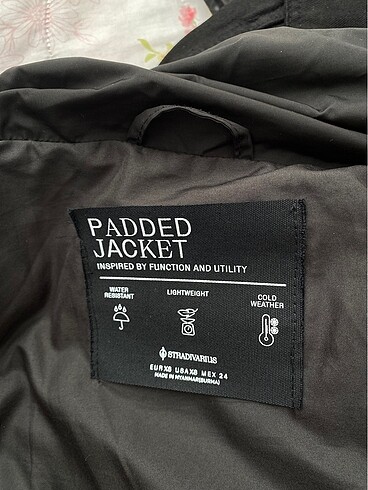 PADDED
JACKET
INSPIRED BY FUNCTION AND UTILITY
WATER
RESISTANT
LIGHTWEIGHT
COLD
WEATHER
STRADIVARIUS
EUR XS USA XS MEX 24
MADE IN MYANMAR(BURMA)